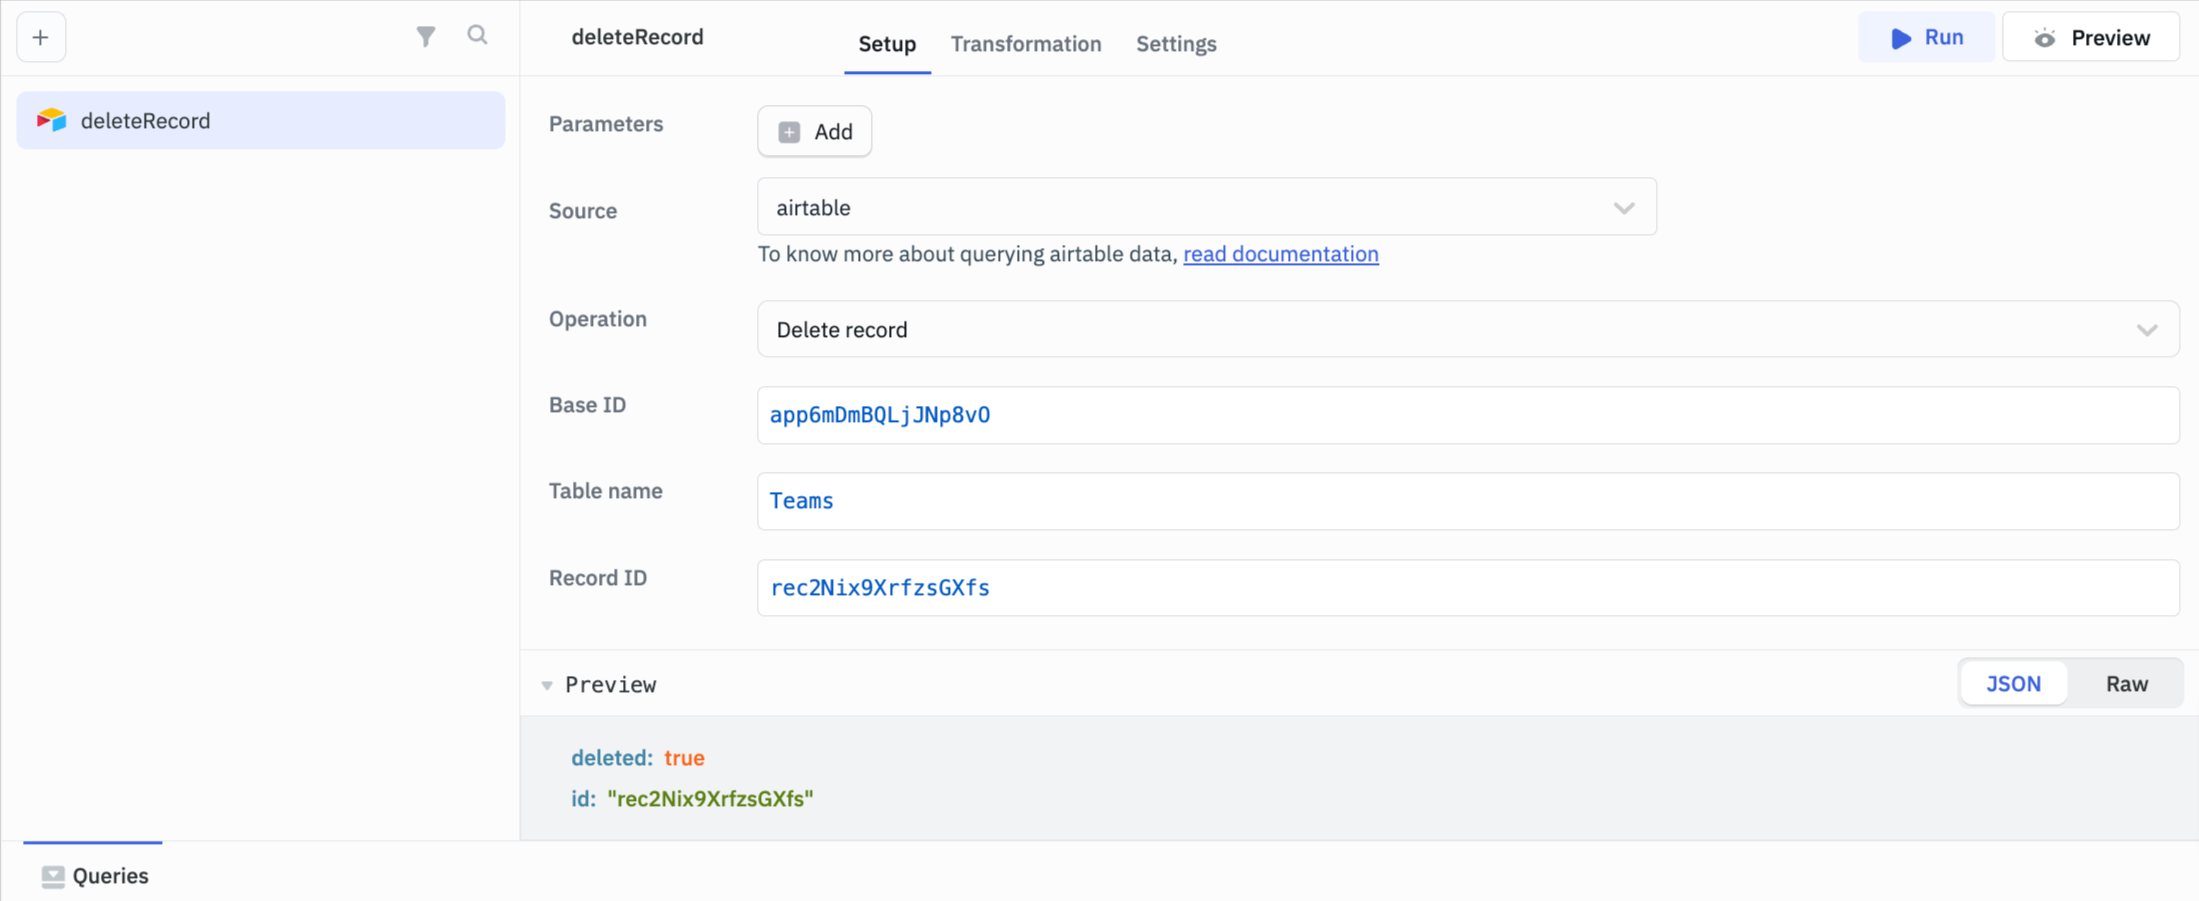 deleteRecord
Setup
Transformation
Settings
Run
Preview
deleteRecord
Parameters
Add
Source
airtable
To know more about querying airtable data, read documentation
Operation
Delete record
Base ID
app6mDmBQLjJNp8vO
Table name
Teams
Record ID
rec2Nix9XrfzsGXfs
Preview
JSON
Raw
deleted: true
id: "rec2Nix9XrfzsGXfs"
Queries